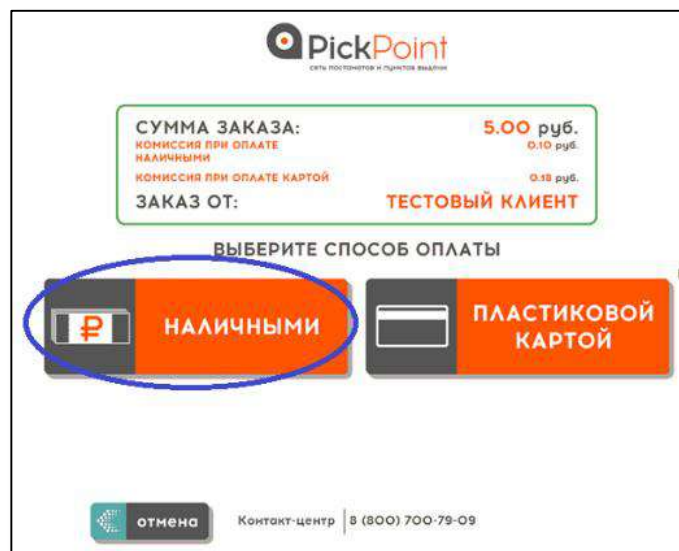 PickPoint
сеть постаматов и пунктов выдачи
СУММА ЗАКАЗА: 5.00 руб.
КОМИССИЯ ПРИ ОПЛАТЕ НАЛИЧНЫМИ 0.10 руб.
КОМИССИЯ ПРИ ОПЛАТЕ КАРТОЙ 0.18 руб.
ЗАКАЗ ОТ: ТЕСТОВЫЙ КЛИЕНТ
ВЫБЕРИТЕ СПОСОБ ОПЛАТЫ
₽ НАЛИЧНЫМИ
ПЛАСТИКОВОЙ
КАРТОЙ
отмена
Контакт-центр 8 (800) 700-79-09